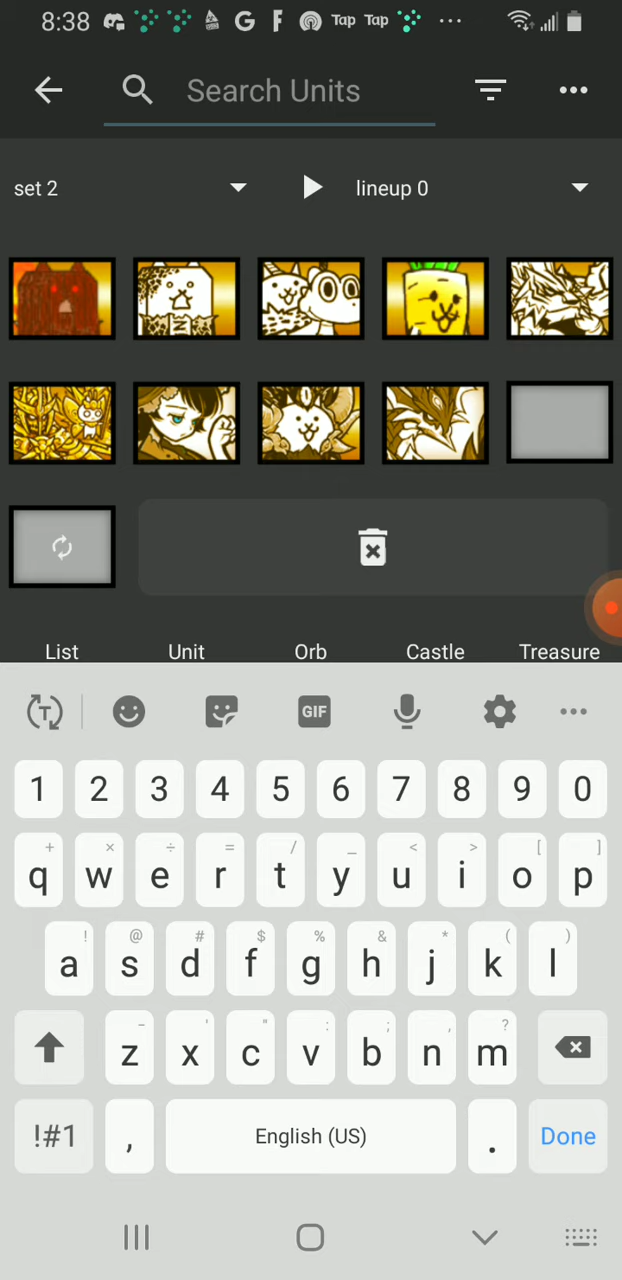 8:38 G F Tap Tap ...
Search Units
set 2 lineup 0
List Unit Orb Castle Treasure
T GIF
1 2 3 4 5 6 7 8 9 0
+ × ÷ = / _ < > [ ]
q w e r t y u i o p
! @ # $ % & * ( )
a s d f g h j k l
- ' " : ; , ?
z x c v b n m
!#1 , English (US) . Done